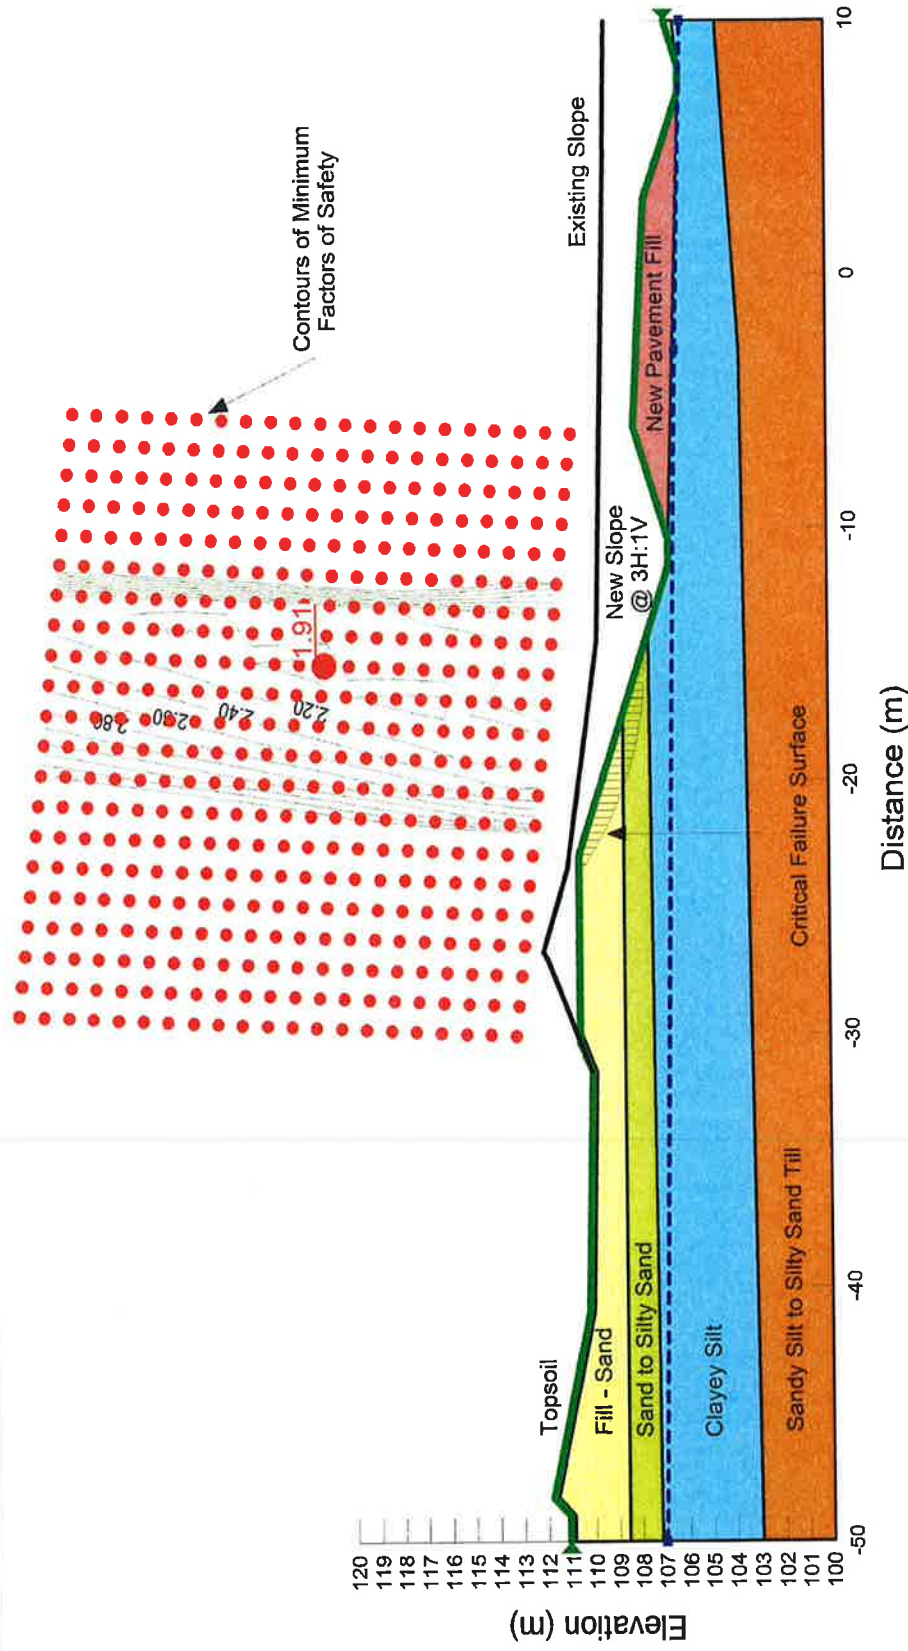 Contours of Minimum
Factors of Safety
1.91
2.80
2.60
2.40
2.20
Existing Slope
Topsoil
New Slope
@ 3H:1V
New Pavement Fill
Fill - Sand
Sand to Silty Sand
Clayey Silt
Critical Failure Surface
Sandy Silt to Silty Sand Till
120
119
118
117
116
115
114
113
112
111
110
109
108
107
106
105
104
103
102
101
100
Elevation (m)
-50
-40
-30
-20
-10
0
10
Distance (m)